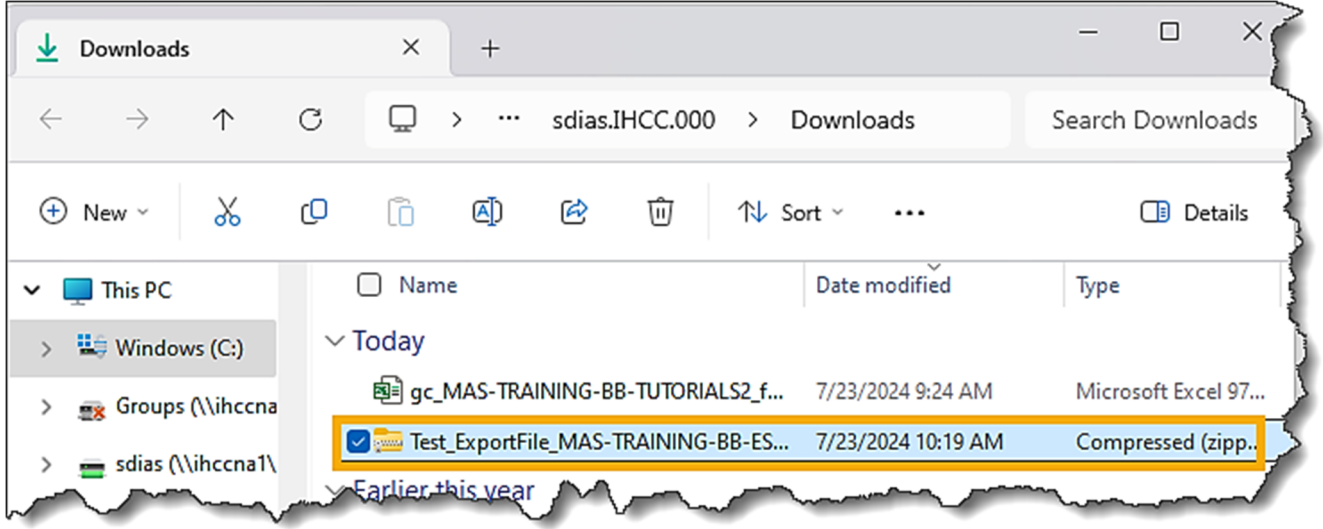 Downloads
sdias.IHCC.000 > Downloads Search Downloads
New Sort Details
This PC
Windows (C:)
Groups (\\ihccna
sdias (\\ihccna1\
Name Date modified Type
Today
gc_MAS-TRAINING-BB-TUTORIALS2_f... 7/23/2024 9:24 AM Microsoft Excel 97...
Test_ExportFile_MAS-TRAINING-BB-ES... 7/23/2024 10:19 AM Compressed (zipp...
Earlier this year